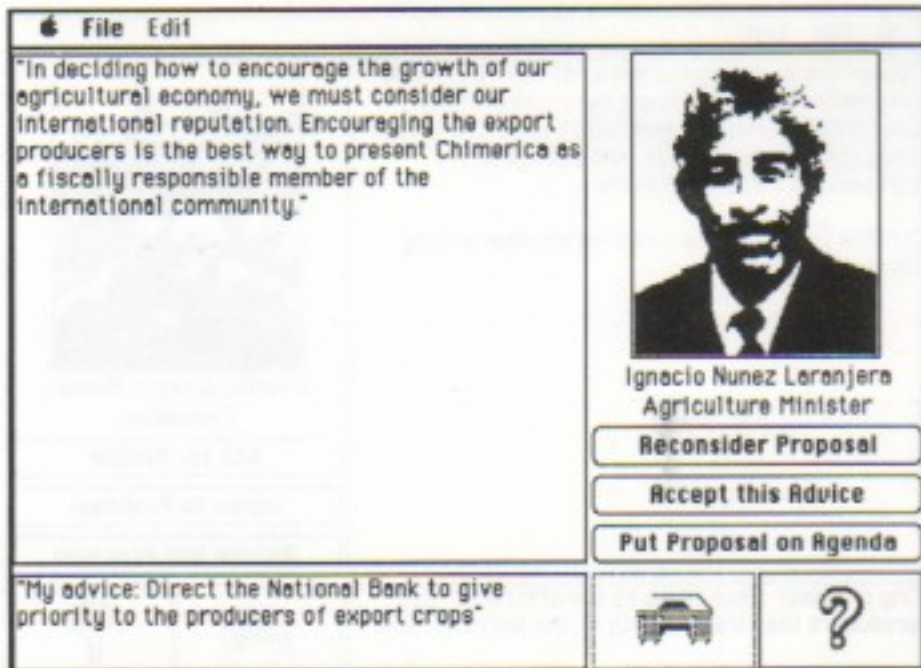 File Edit
"In deciding how to encourage the growth of our
agricultural economy, we must consider our
international reputation. Encouraging the export
producers is the best way to present Chimerica as
a fiscally responsible member of the
international community."
Ignacio Nunez Laranjera
Agriculture Minister
Reconsider Proposal
Accept this Advice
Put Proposal on Agenda
"My advice: Direct the National Bank to give
priority to the producers of export crops"
?